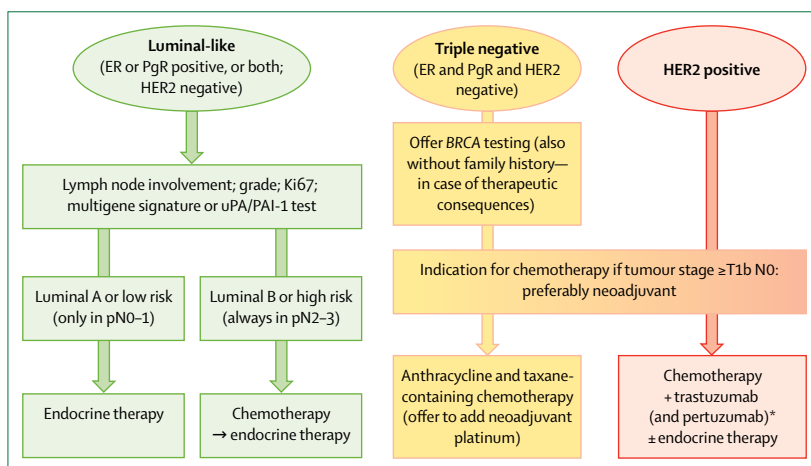 Luminal-like
(ER or PgR positive, or both;
HER2 negative)
Triple negative
(ER and PgR and HER2
negative)
HER2 positive
Lymph node involvement; grade; Ki67;
multigene signature or uPA/PAI-1 test
Offer BRCA testing (also
without family history—
in case of therapeutic
consequences)
Luminal A or low risk
(only in pN0–1)
Luminal B or high risk
(always in pN2–3)
Indication for chemotherapy if tumour stage ≥T1b N0:
preferably neoadjuvant
Endocrine therapy
Chemotherapy
→ endocrine therapy
Anthracycline and taxane-
containing chemotherapy
(offer to add neoadjuvant
platinum)
Chemotherapy
+ trastuzumab
(and pertuzumab)*
± endocrine therapy